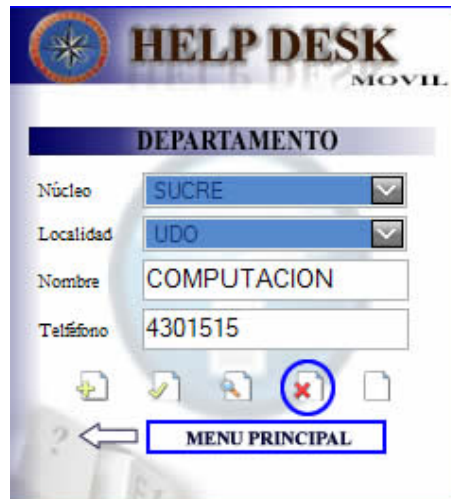 HELP DESK
MOVIL
DEPARTAMENTO
Núcleo SUCRE
Localidad UDO
Nombre COMPUTACION
Teléfono 4301515
MENU PRINCIPAL